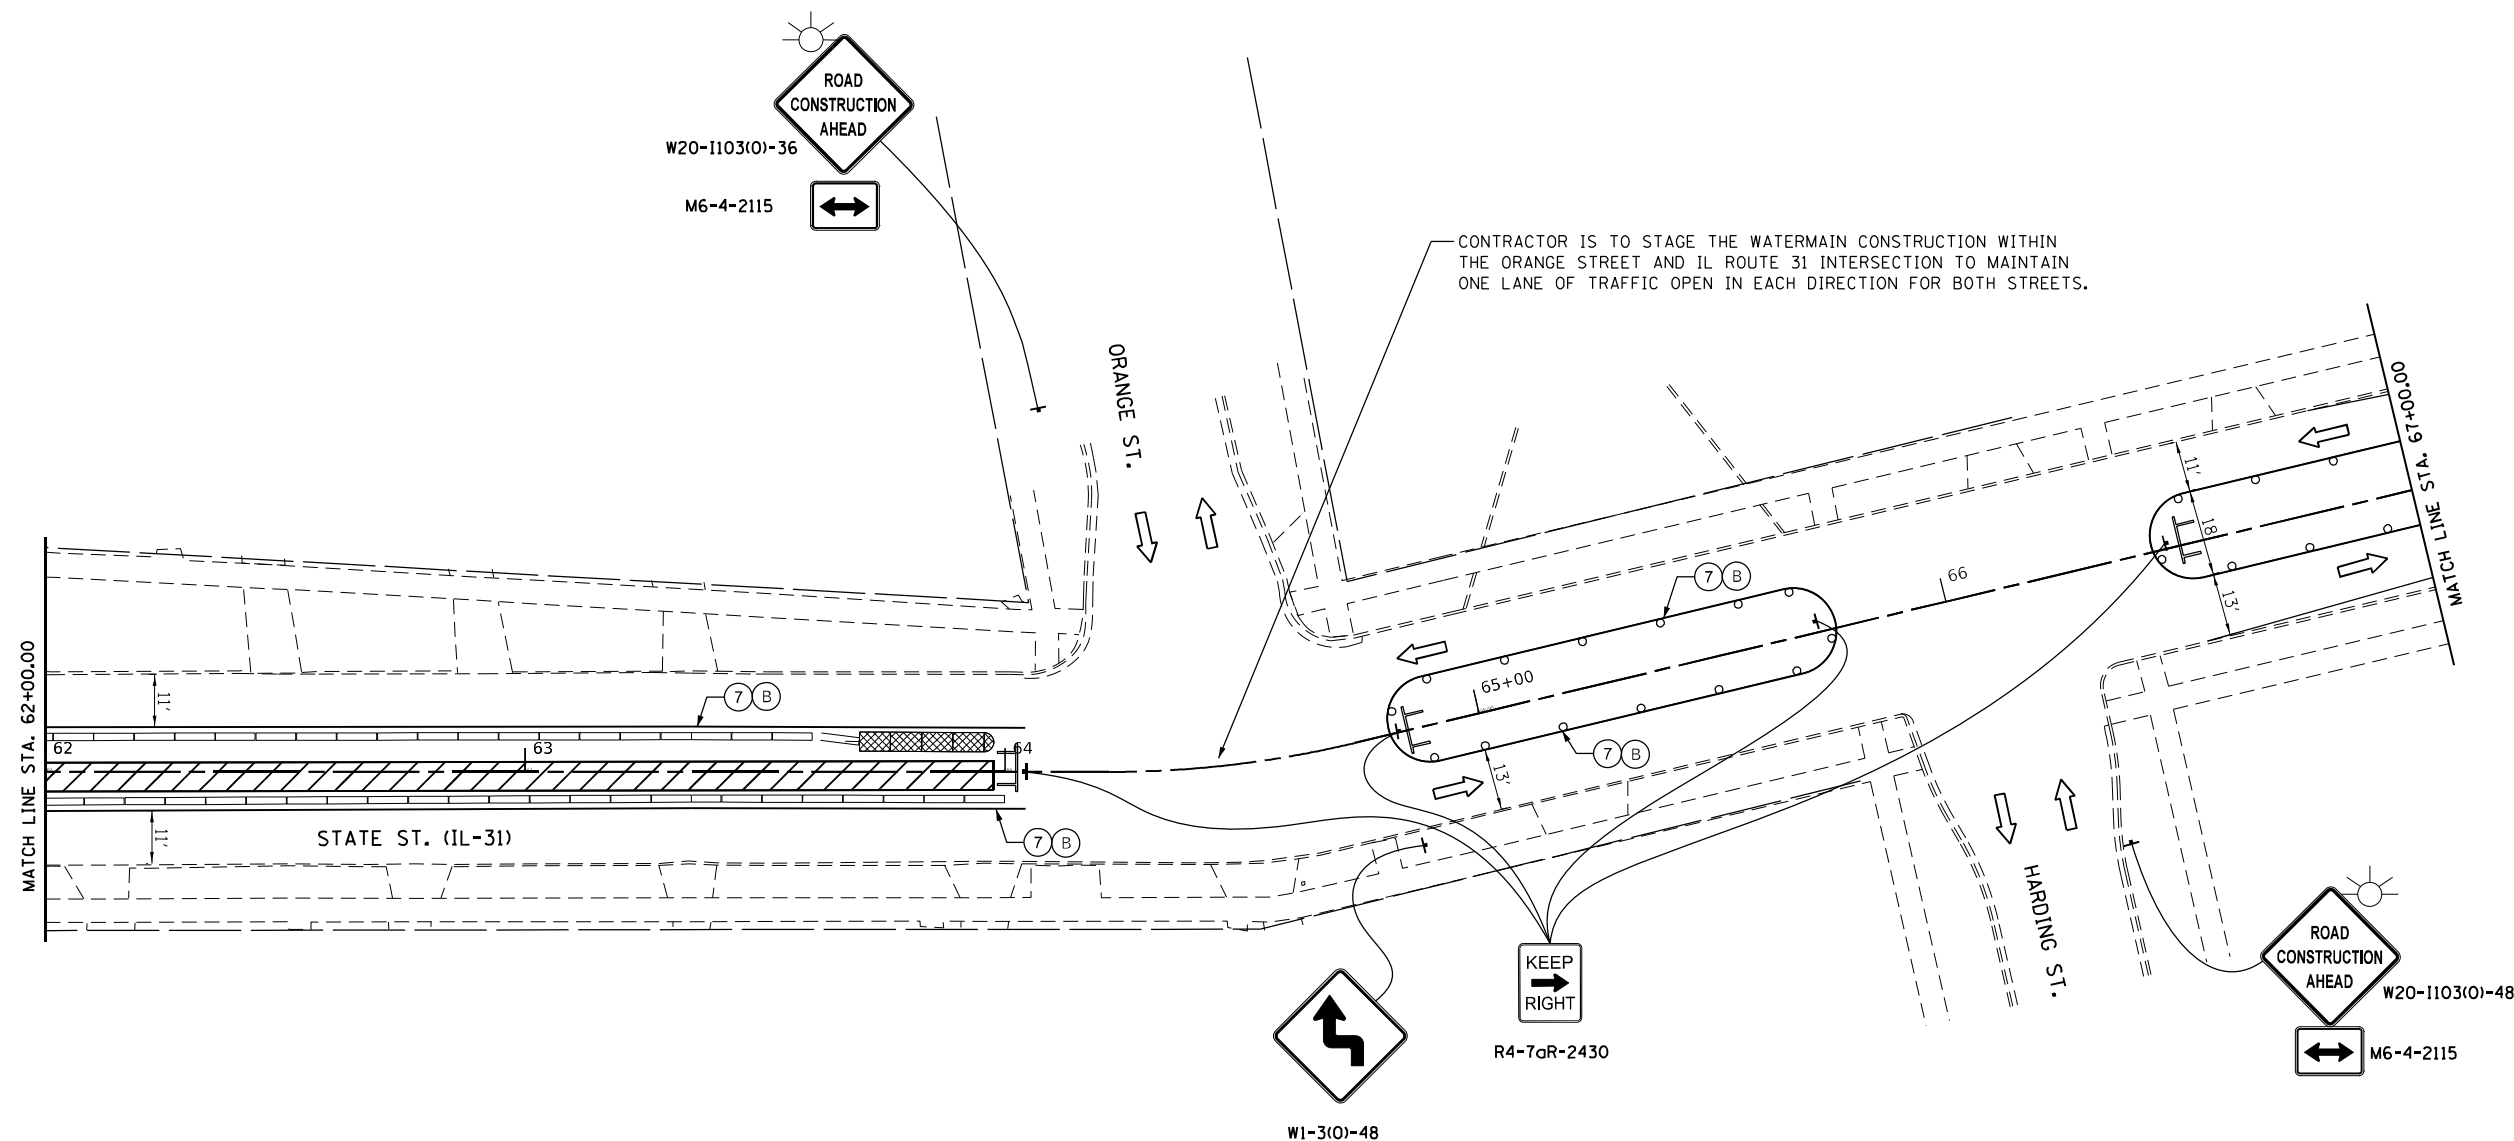 ROAD
CONSTRUCTION
AHEAD
W20-I103(O)-36
M6-4-2115
CONTRACTOR IS TO STAGE THE WATERMAIN CONSTRUCTION WITHIN
THE ORANGE STREET AND IL ROUTE 31 INTERSECTION TO MAINTAIN
ONE LANE OF TRAFFIC OPEN IN EACH DIRECTION FOR BOTH STREETS.
ORANGE ST.
MATCH LINE STA. 67+00.00
11'
18'
13'
66
7 B
65+00
7 B
13'
MATCH LINE STA. 62+00.00
11'
7 B
62
63
64
11'
STATE ST. (IL-31)
7 B
HARDING ST.
KEEP
RIGHT
R4-7aR-2430
W1-3(O)-48
ROAD
CONSTRUCTION
AHEAD
W20-I103(O)-48
M6-4-2115